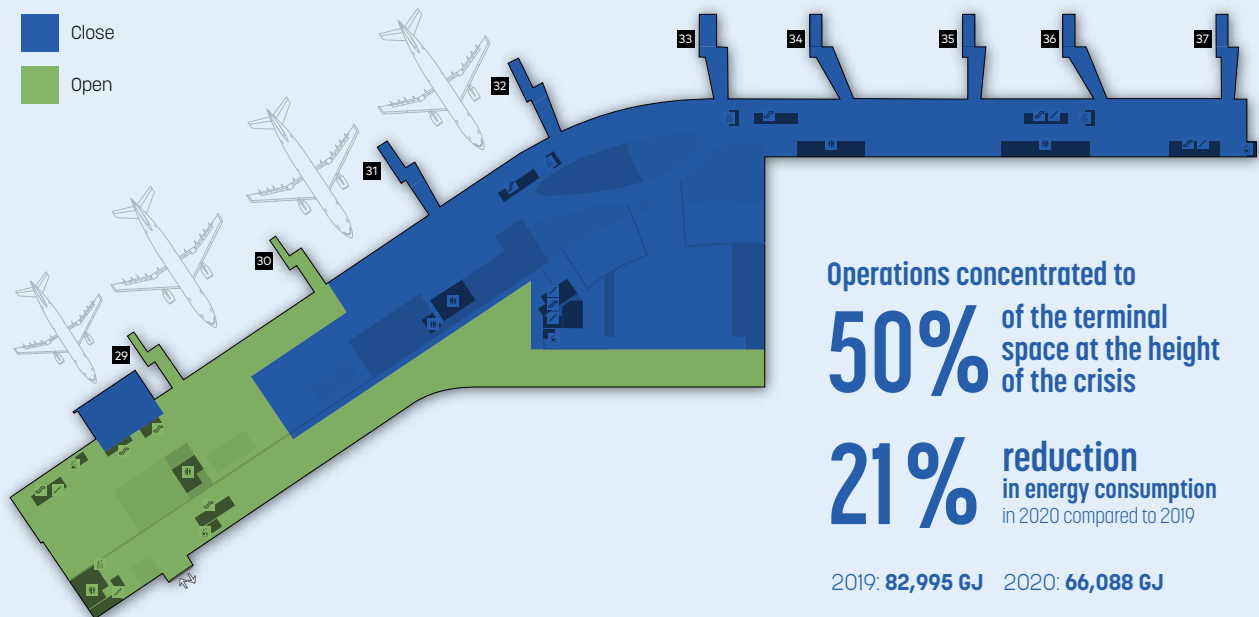 Close
Open
33
34
35
36
37
32
31
30
29
Operations concentrated to
50%
of the terminal
space at the height
of the crisis
21%
reduction
in energy consumption
in 2020 compared to 2019
2019: 82,995 GJ 2020: 66,088 GJ